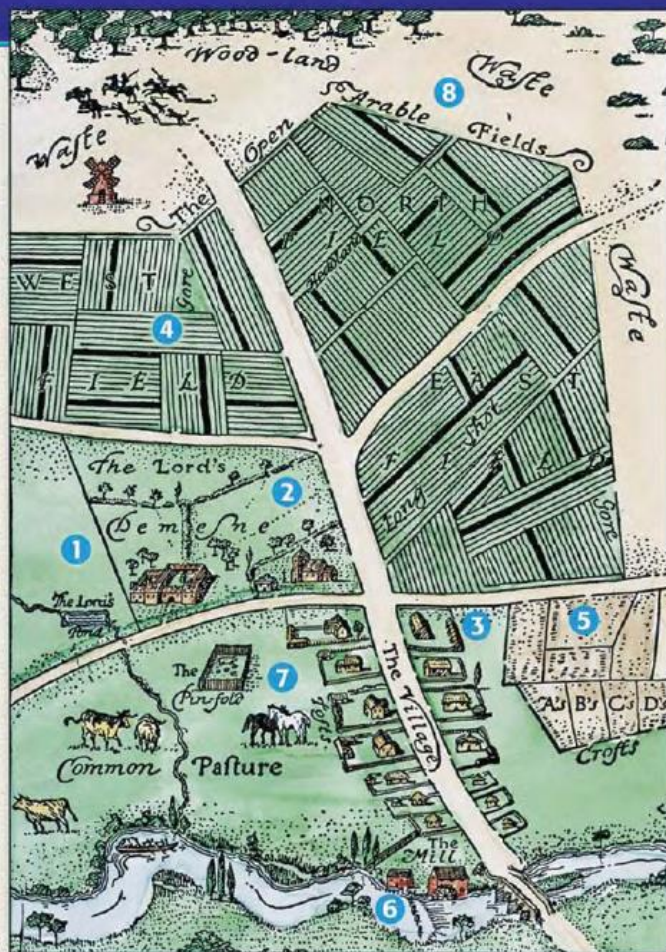 Wood-land
Waſte
8
Arable
Fields
Open
The
Waſte
NORTH
FIELD
Headland
Waſte
WEST
Gore
4
FIELD
EAST
FIELD
Long Shot
Gore
The Lord's
2
Demesne
1
The Lord's
Pond
3
5
The
Pinfold
7
Tofts
The Village
A's B's C's D's
Crofts
Common Paſture
The
Mill
6